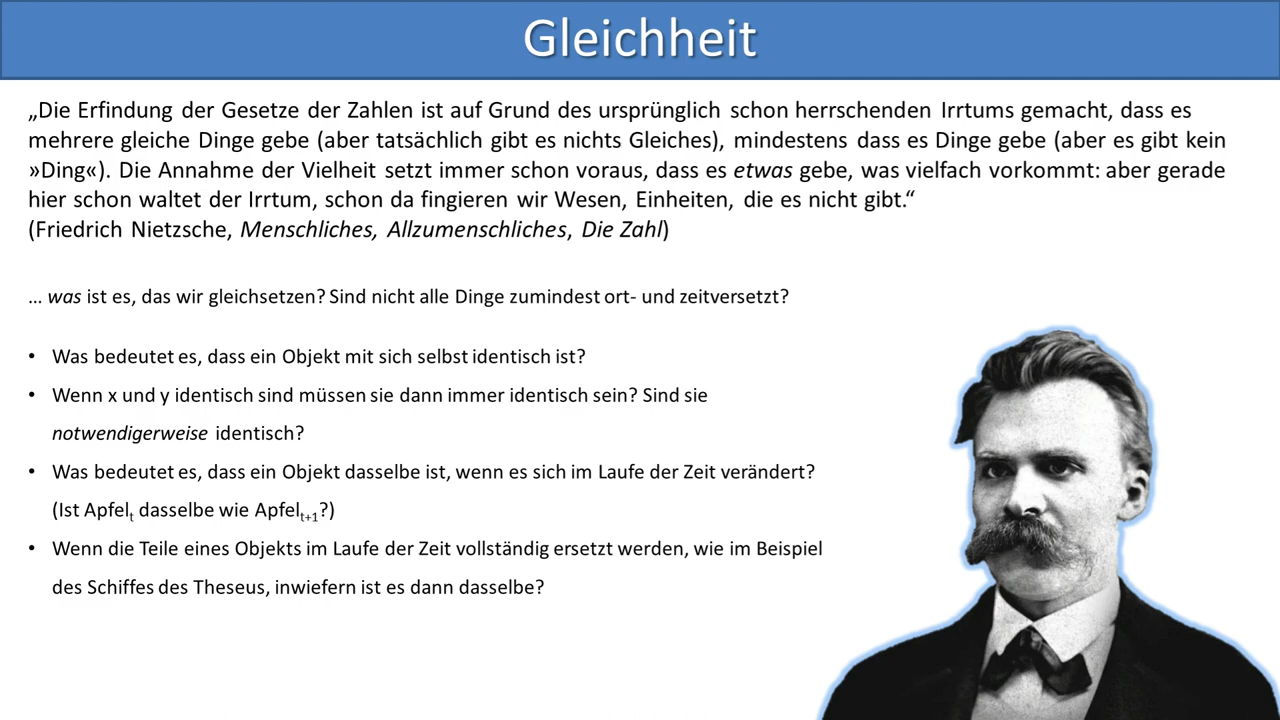 Gleichheit
„Die Erfindung der Gesetze der Zahlen ist auf Grund des ursprünglich schon herrschenden Irrtums gemacht, dass es
mehrere gleiche Dinge gebe (aber tatsächlich gibt es nichts Gleiches), mindestens dass es Dinge gebe (aber es gibt kein
»Ding«). Die Annahme der Vielheit setzt immer schon voraus, dass es etwas gebe, was vielfach vorkommt: aber gerade
hier schon waltet der Irrtum, schon da fingieren wir Wesen, Einheiten, die es nicht gibt.“
(Friedrich Nietzsche, Menschliches, Allzumenschliches, Die Zahl)
... was ist es, das wir gleichsetzen? Sind nicht alle Dinge zumindest ort- und zeitversetzt?
• Was bedeutet es, dass ein Objekt mit sich selbst identisch ist?
• Wenn x und y identisch sind müssen sie dann immer identisch sein? Sind sie
notwendigerweise identisch?
• Was bedeutet es, dass ein Objekt dasselbe ist, wenn es sich im Laufe der Zeit verändert?
(Ist Apfelt dasselbe wie Apfelt+1?)
• Wenn die Teile eines Objekts im Laufe der Zeit vollständig ersetzt werden, wie im Beispiel
des Schiffes des Theseus, inwiefern ist es dann dasselbe?